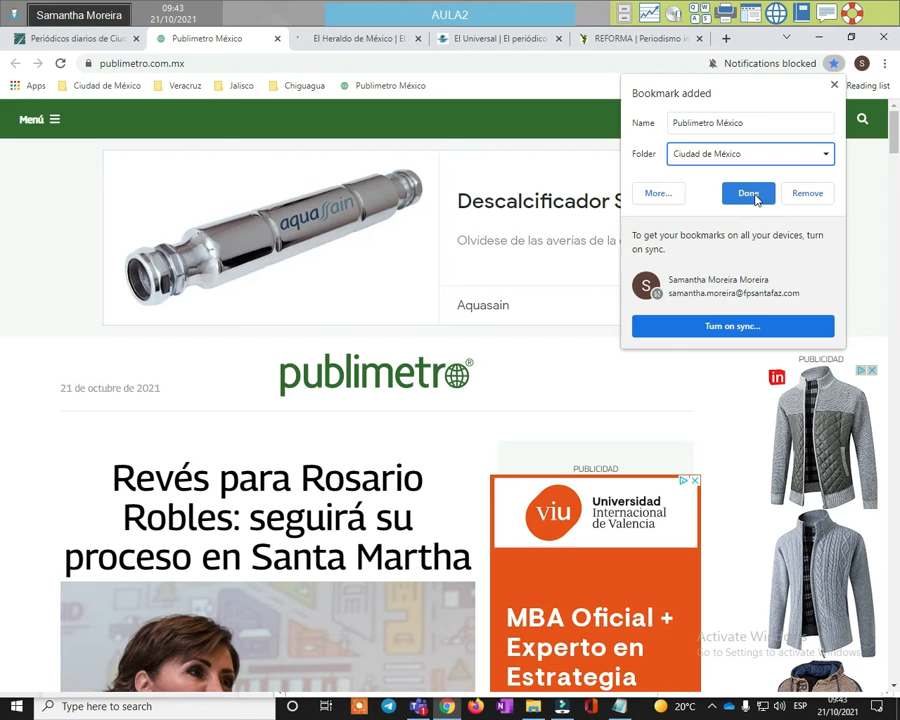 Samantha Moreira
21/10/2021
09:43
AULA2
Periódicos diarios de Ciud
Publimetro México
El Heraldo de México | El
El Universal | El periódico
REFORMA | Periodismo in
publimetro.com.mx
Notifications blocked
S
Apps
Ciudad de México
Veracruz
Jalisco
Chiguagua
Publimetro México
Reading list
Menú
Bookmark added
Name
Publimetro México
Folder
Ciudad de México
More...
Done
Remove
To get your bookmarks on all your devices, turn
on sync.
S
Samantha Moreira Moreira
samantha.moreira@fpsantafaz.com
Turn on sync...
aquasain
Descalcificador S
Olvídese de las averías de la
Aquasain
21 de octubre de 2021
publimetro
PUBLICIDAD
in
Revés para Rosario
Robles: seguirá su
proceso en Santa Martha
PUBLICIDAD
viu
Universidad
Internacional
de Valencia
MBA Oficial +
Experto en
Estrategia
Activate Windows
Go to Settings to activate Windows.
Type here to search
20°C
ESP
09:43
21/10/2021